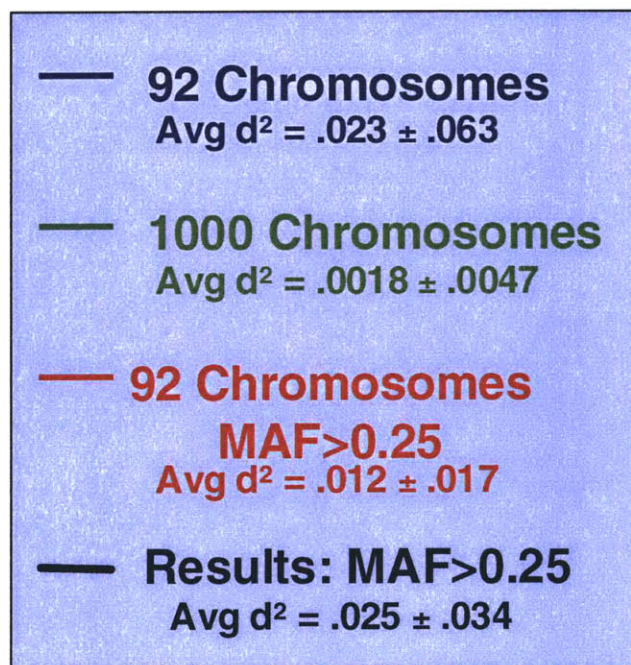 92 Chromosomes
Avg d² = .023 ± .063
1000 Chromosomes
Avg d² = .0018 ± .0047
92 Chromosomes
MAF>0.25
Avg d² = .012 ± .017
Results: MAF>0.25
Avg d² = .025 ± .034